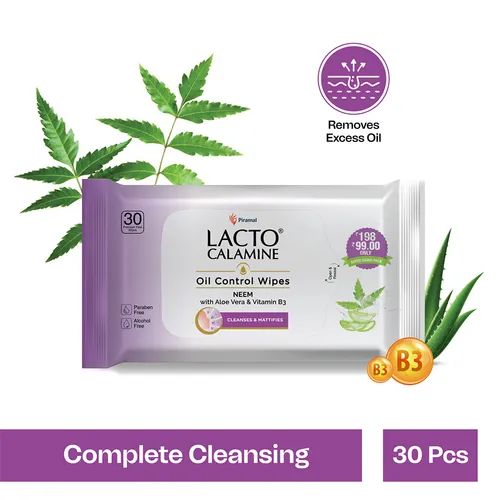 Removes
Excess Oil
30
Piramal
LACTO®
CALAMINE
Oil Control Wipes
NEEM
with Aloe Vera & Vitamin B3
CLEANSES & MATTIFIES
Paraben
Free
Alcohol
Free
₹198
₹99.00
ONLY
B3
B3
Complete Cleansing
30 Pcs